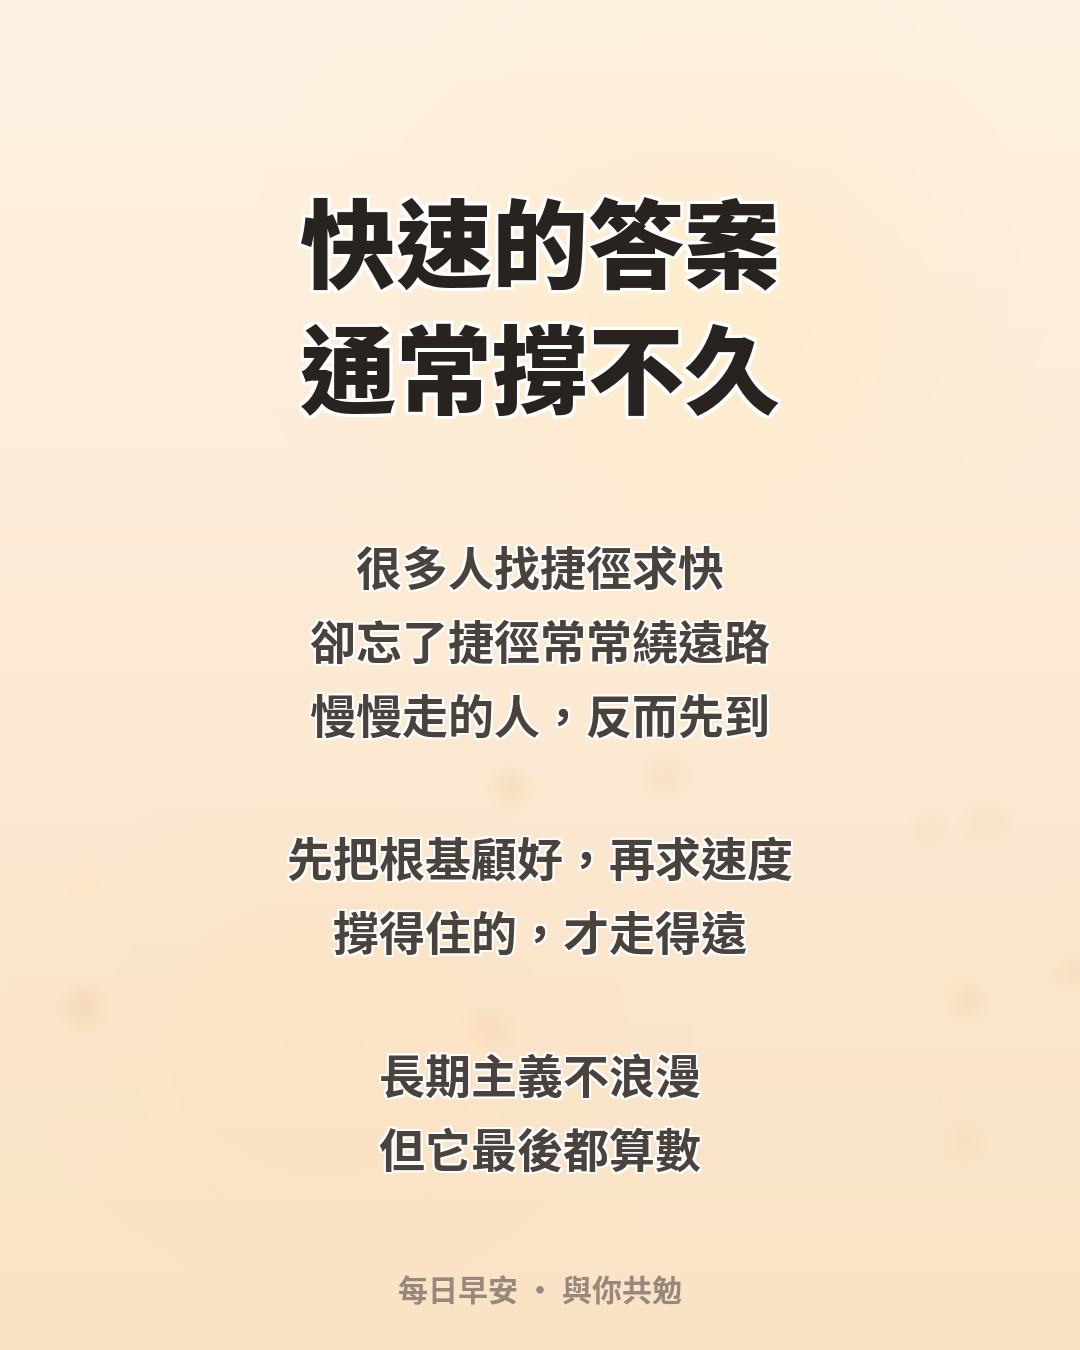 快速的答案
通常撐不久
很多人找捷徑求快
卻忘了捷徑常常繞遠路
慢慢走的人，反而先到
先把根基顧好，再求速度
撐得住的，才走得遠
長期主義不浪漫
但它最後都算數
每日早安 · 與你共勉